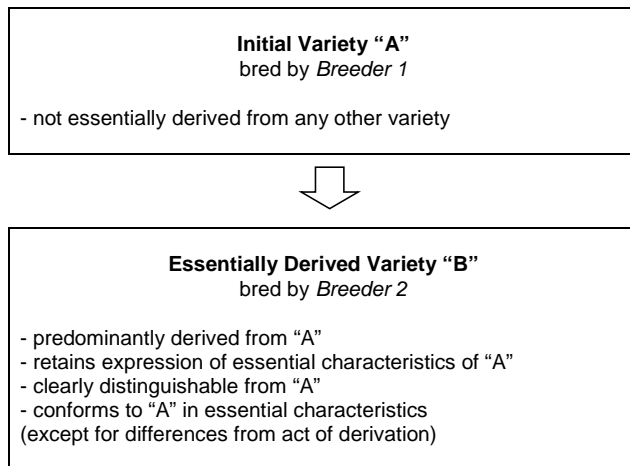 Initial Variety “A”
bred by Breeder 1
- not essentially derived from any other variety
Essentially Derived Variety “B”
bred by Breeder 2
- predominantly derived from “A”
- retains expression of essential characteristics of “A”
- clearly distinguishable from “A”
- conforms to “A” in essential characteristics
(except for differences from act of derivation)